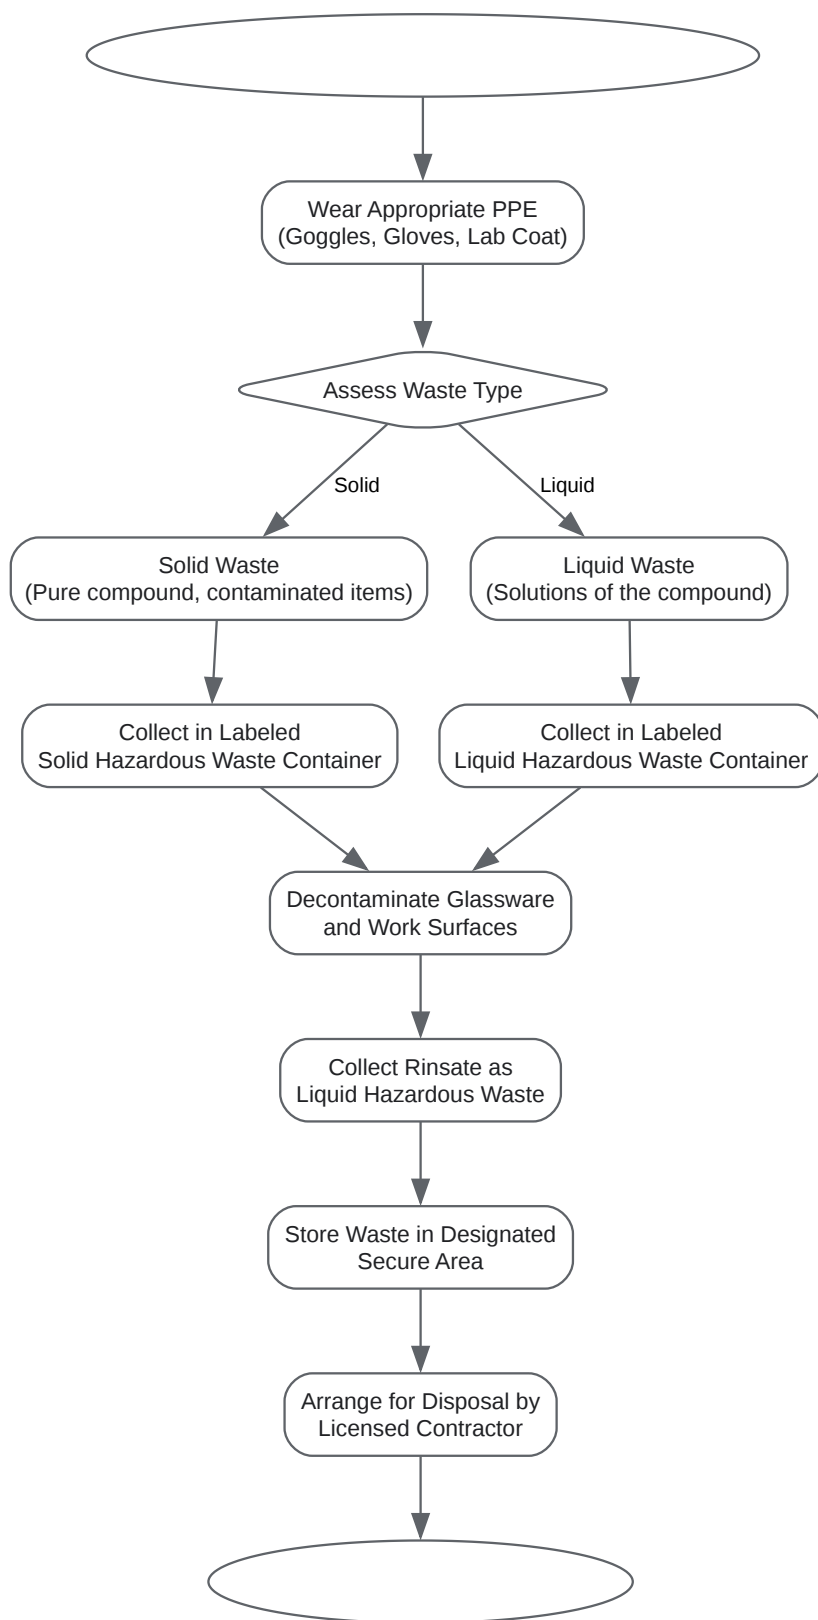 Wear Appropriate PPE
(Goggles, Gloves, Lab Coat)
Assess Waste Type
Solid
Liquid
Solid Waste
(Pure compound, contaminated items)
Liquid Waste
(Solutions of the compound)
Collect in Labeled
Solid Hazardous Waste Container
Collect in Labeled
Liquid Hazardous Waste Container
Decontaminate Glassware
and Work Surfaces
Collect Rinsate as
Liquid Hazardous Waste
Store Waste in Designated
Secure Area
Arrange for Disposal by
Licensed Contractor